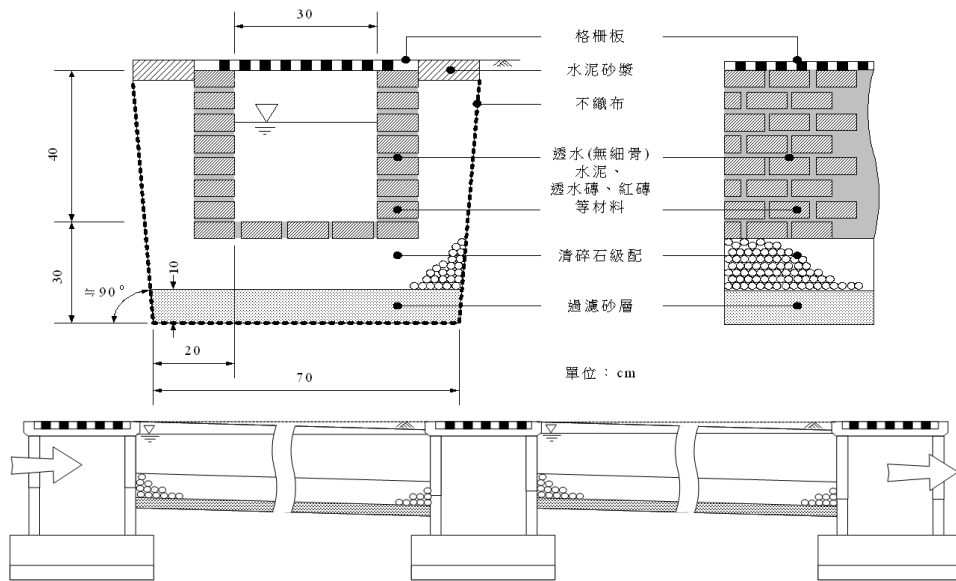 30
格柵板
水泥砂漿
不織布
40
透水(無細骨)
水泥、
透水磚、紅磚
等材料
30
10
清碎石級配
≒90°
過濾砂層
20
70
單位：cm